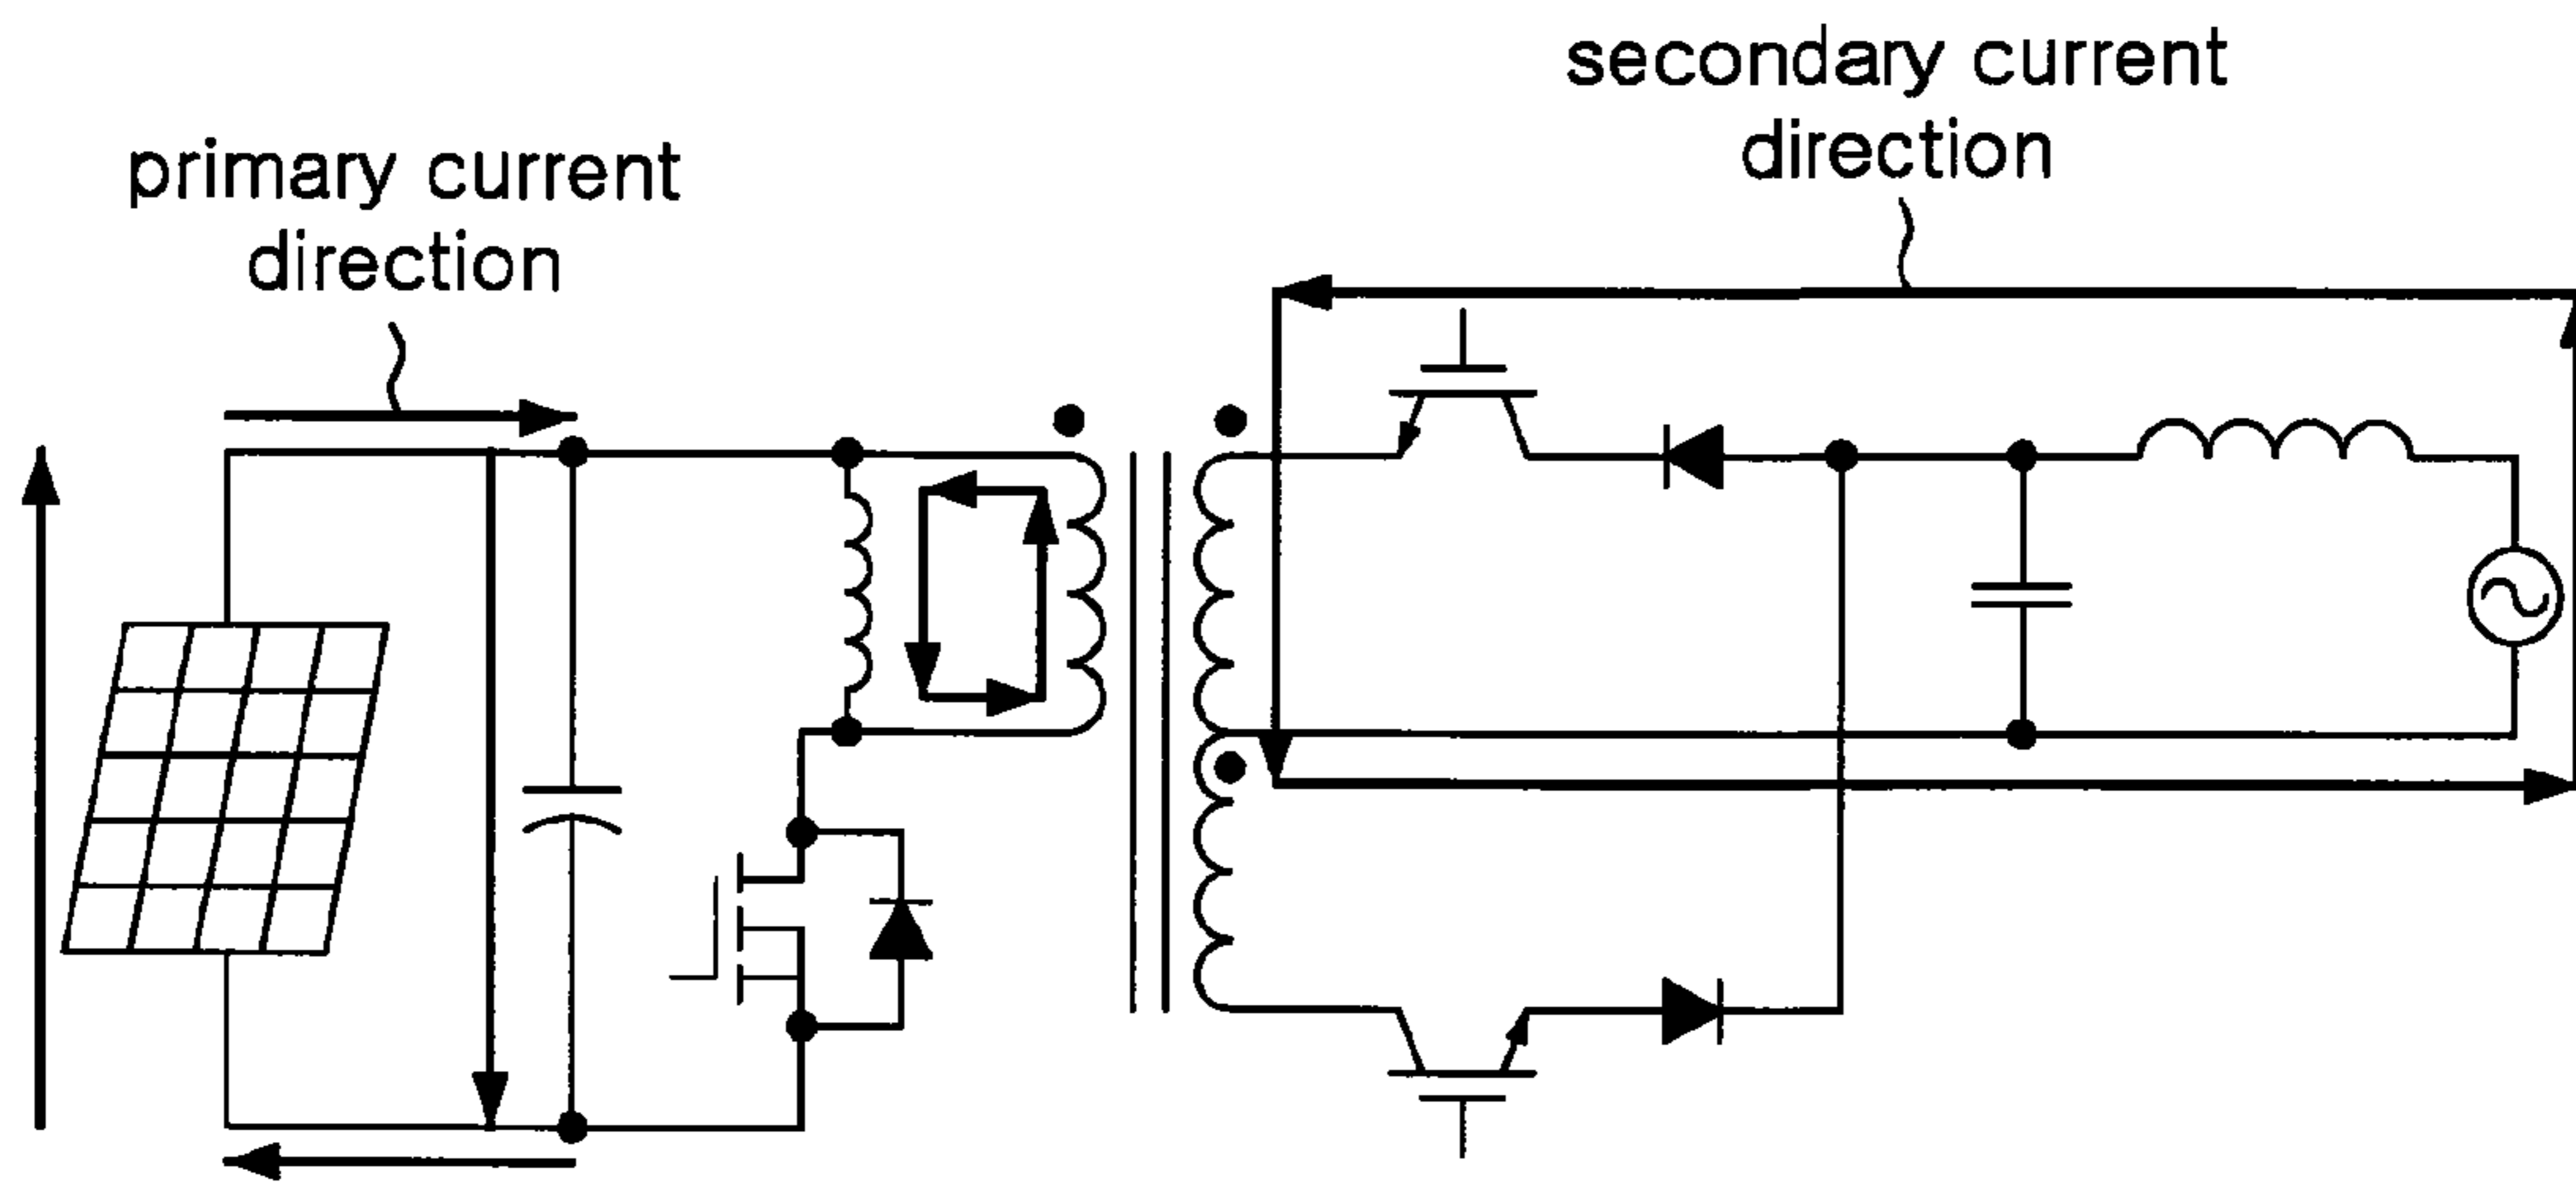 primary current
direction
secondary current
direction